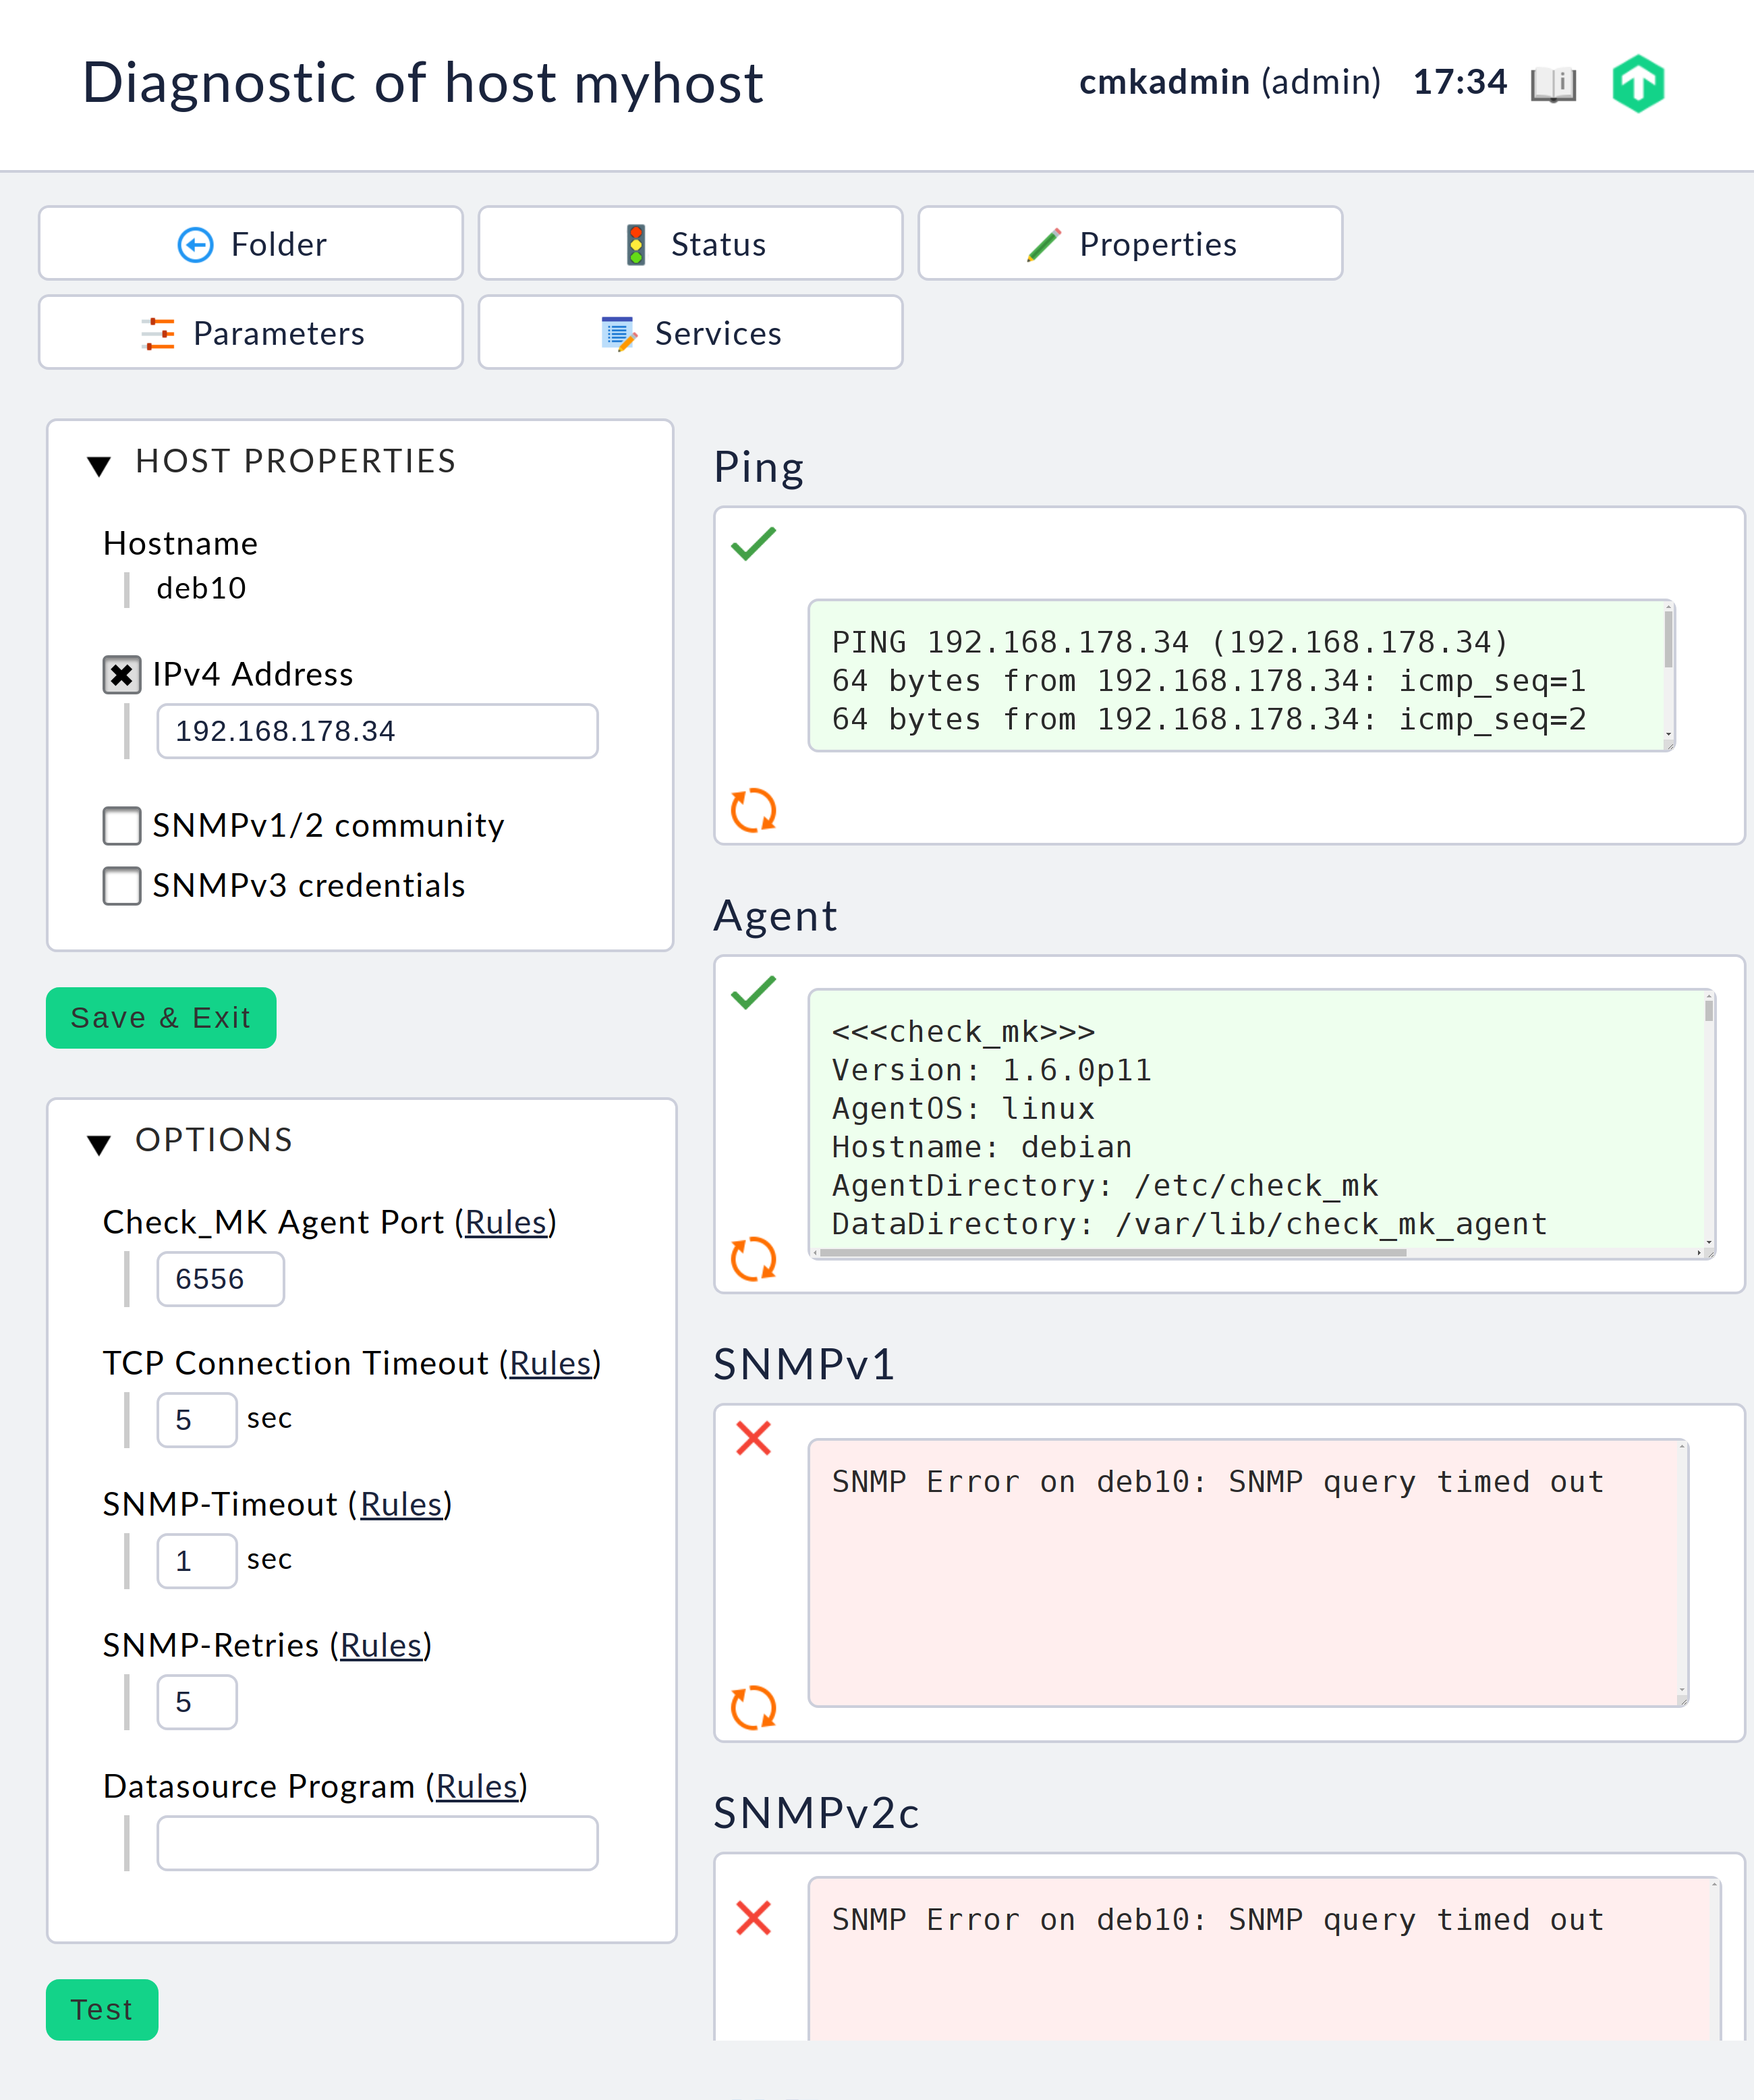 Diagnostic of host myhost
cmkadmin (admin) 17:34
Folder
Status
Properties
Parameters
Services
HOST PROPERTIES
Hostname
deb10
IPv4 Address
192.168.178.34
SNMPv1/2 community
SNMPv3 credentials
Save & Exit
OPTIONS
Check_MK Agent Port (Rules)
6556
TCP Connection Timeout (Rules)
5 sec
SNMP-Timeout (Rules)
1 sec
SNMP-Retries (Rules)
5
Datasource Program (Rules)
Test
Ping
PING 192.168.178.34 (192.168.178.34)
64 bytes from 192.168.178.34: icmp_seq=1
64 bytes from 192.168.178.34: icmp_seq=2
Agent
<<<check_mk>>>
Version: 1.6.0p11
AgentOS: linux
Hostname: debian
AgentDirectory: /etc/check_mk
DataDirectory: /var/lib/check_mk_agent
SNMPv1
SNMP Error on deb10: SNMP query timed out
SNMPv2c
SNMP Error on deb10: SNMP query timed out